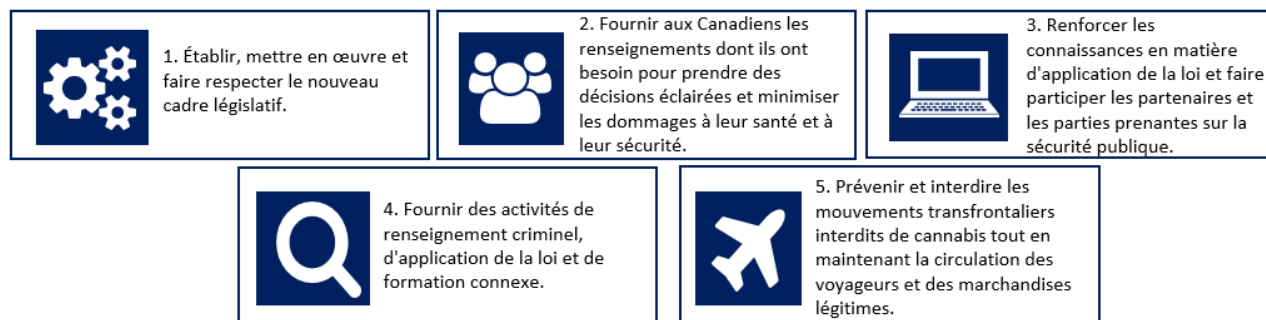 1. Établir, mettre en œuvre et
faire respecter le nouveau
cadre législatif.
2. Fournir aux Canadiens les
renseignements dont ils ont
besoin pour prendre des
décisions éclairées et minimiser
les dommages à leur santé et à
leur sécurité.
3. Renforcer les
connaissances en matière
d'application de la loi et faire
participer les partenaires et
les parties prenantes sur la
sécurité publique.
4. Fournir des activités de
renseignement criminel,
d'application de la loi et de
formation connexe.
5. Prévenir et interdire les
mouvements transfrontaliers
interdits de cannabis tout en
maintenant la circulation des
voyageurs et des marchandises
légitimes.